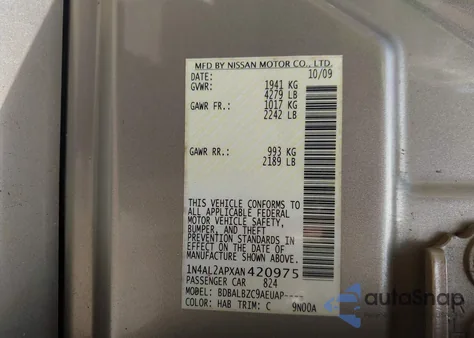 MFD BY NISSAN MOTOR CO., LTD.
DATE: 10/09
GVWR: 1941 KG
4279 LB
GAWR FR.: 1017 KG
2242 LB
GAWR RR.: 993 KG
2189 LB
THIS VEHICLE CONFORMS TO
ALL APPLICABLE FEDERAL
MOTOR VEHICLE SAFETY,
BUMPER, AND THEFT
PREVENTION STANDARDS IN
EFFECT ON THE DATE OF
MANUFACTURE SHOWN ABOVE.
1N4AL2APXAN420975
PASSENGER CAR 824
MODEL: BDBALBZC9AEUAP----
COLOR: HAB TRIM: C 9N00A
autoSnap